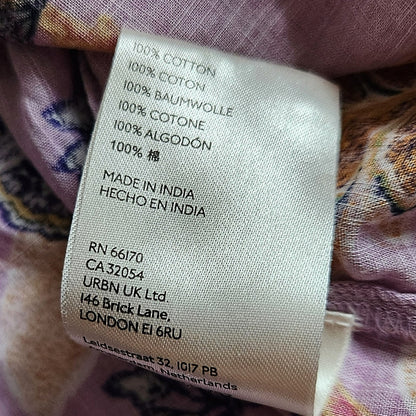 100% COTTON
100% COTON
100% BAUMWOLLE
100% COTONE
100% ALGODÓN
100% 棉
MADE IN INDIA
HECHO EN INDIA
RN 66170
CA 32054
URBN UK Ltd.
146 Brick Lane,
LONDON E1 6RU
Leidsestraat 32, 1017 PB
Netherlands